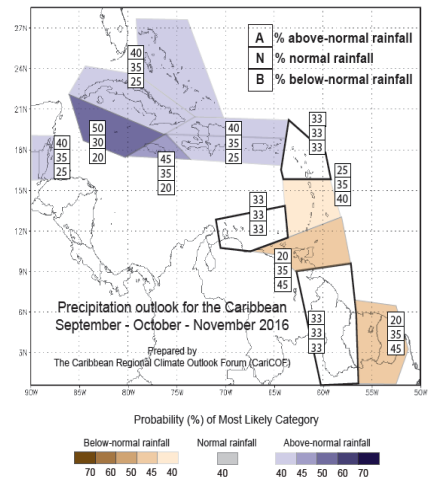 27N
24N
21N
18N
15N
12N
9N
6N
3N
A % above-normal rainfall
N % normal rainfall
B % below-normal rainfall
40
35
25
50
30
20
40
35
25
45
35
20
40
35
25
33
33
33
25
35
40
33
33
33
20
35
45
33
33
33
20
35
45
Precipitation outlook for the Caribbean
September - October - November 2016
Prepared by
The Caribbean Regional Climate Outlook Forum (CariCOF)
90W 85W 80W 75W 70W 65W 60W 55W 50W
Probability (%) of Most Likely Category
Below-normal rainfall Normal rainfall Above-normal rainfall
70 60 50 45 40 40 40 45 50 60 70